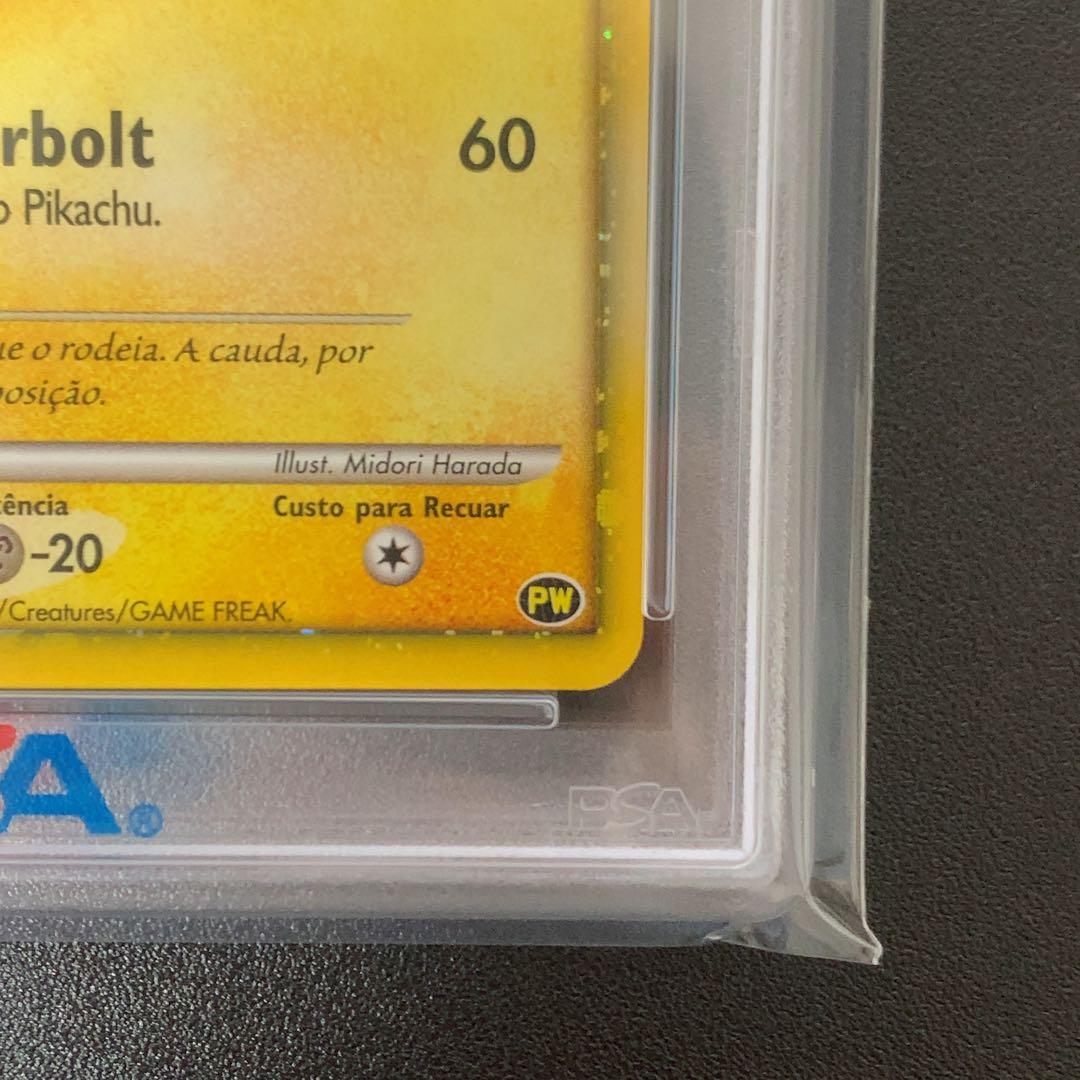 rbolt 60
o Pikachu.
ue o rodeia. A cauda, por
posição.
Illust. Midori Harada
ência
Custo para Recuar
-20
/Creatures/GAME FREAK.
PW
SA®
PSA